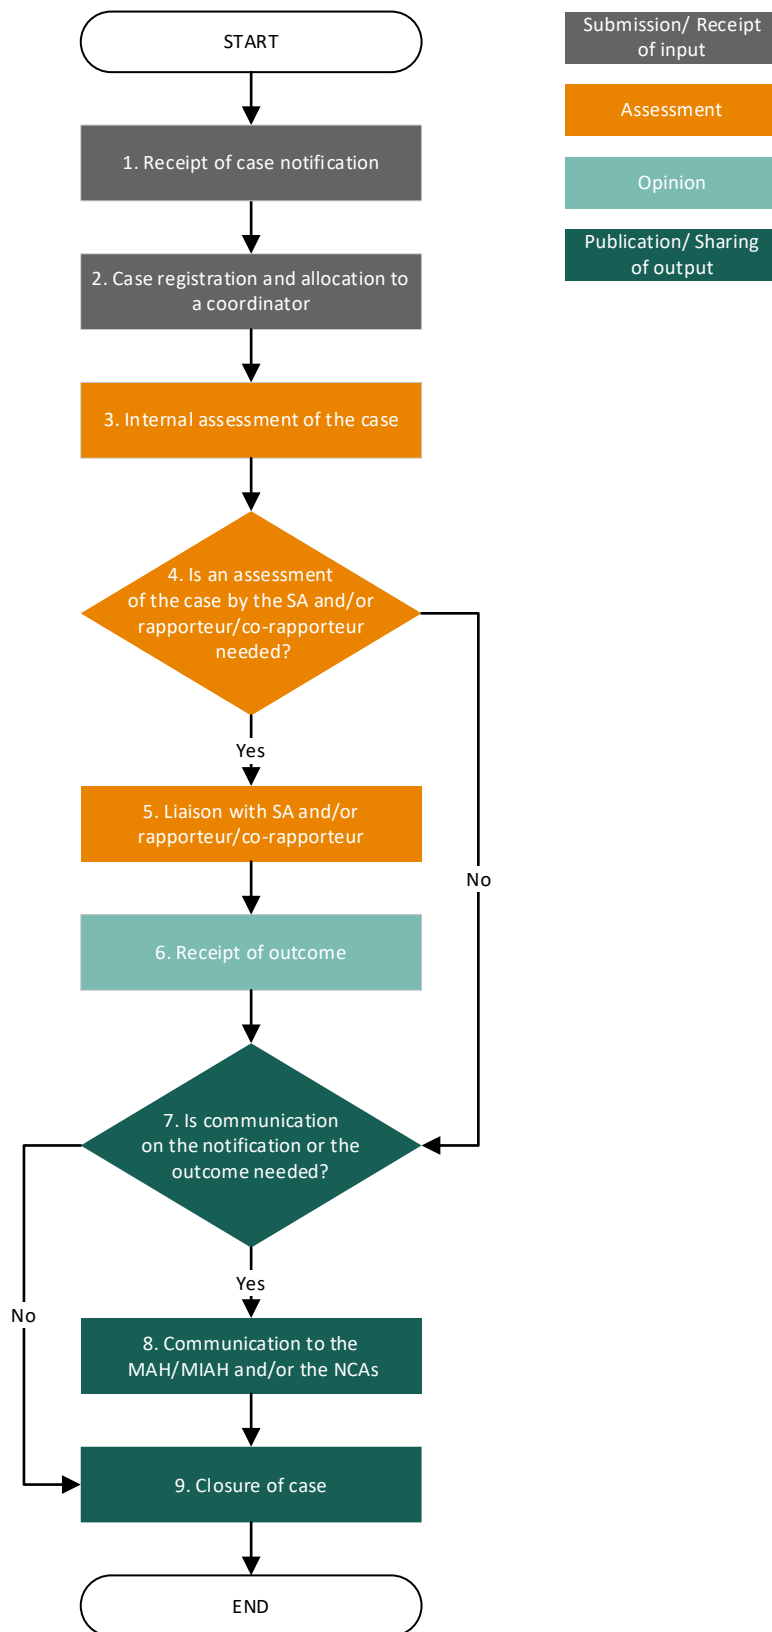 START
Submission/ Receipt
of input
Assessment
Opinion
Publication/ Sharing
of output
1. Receipt of case notification
2. Case registration and allocation to
a coordinator
3. Internal assessment of the case
4. Is an assessment
of the case by the SA and/or
rapporteur/co-rapporteur
needed?
Yes
5. Liaison with SA and/or
rapporteur/co-rapporteur
No
6. Receipt of outcome
7. Is communication
on the notification or the
outcome needed?
Yes
No
8. Communication to the
MAH/MIAH and/or the NCAs
9. Closure of case
END